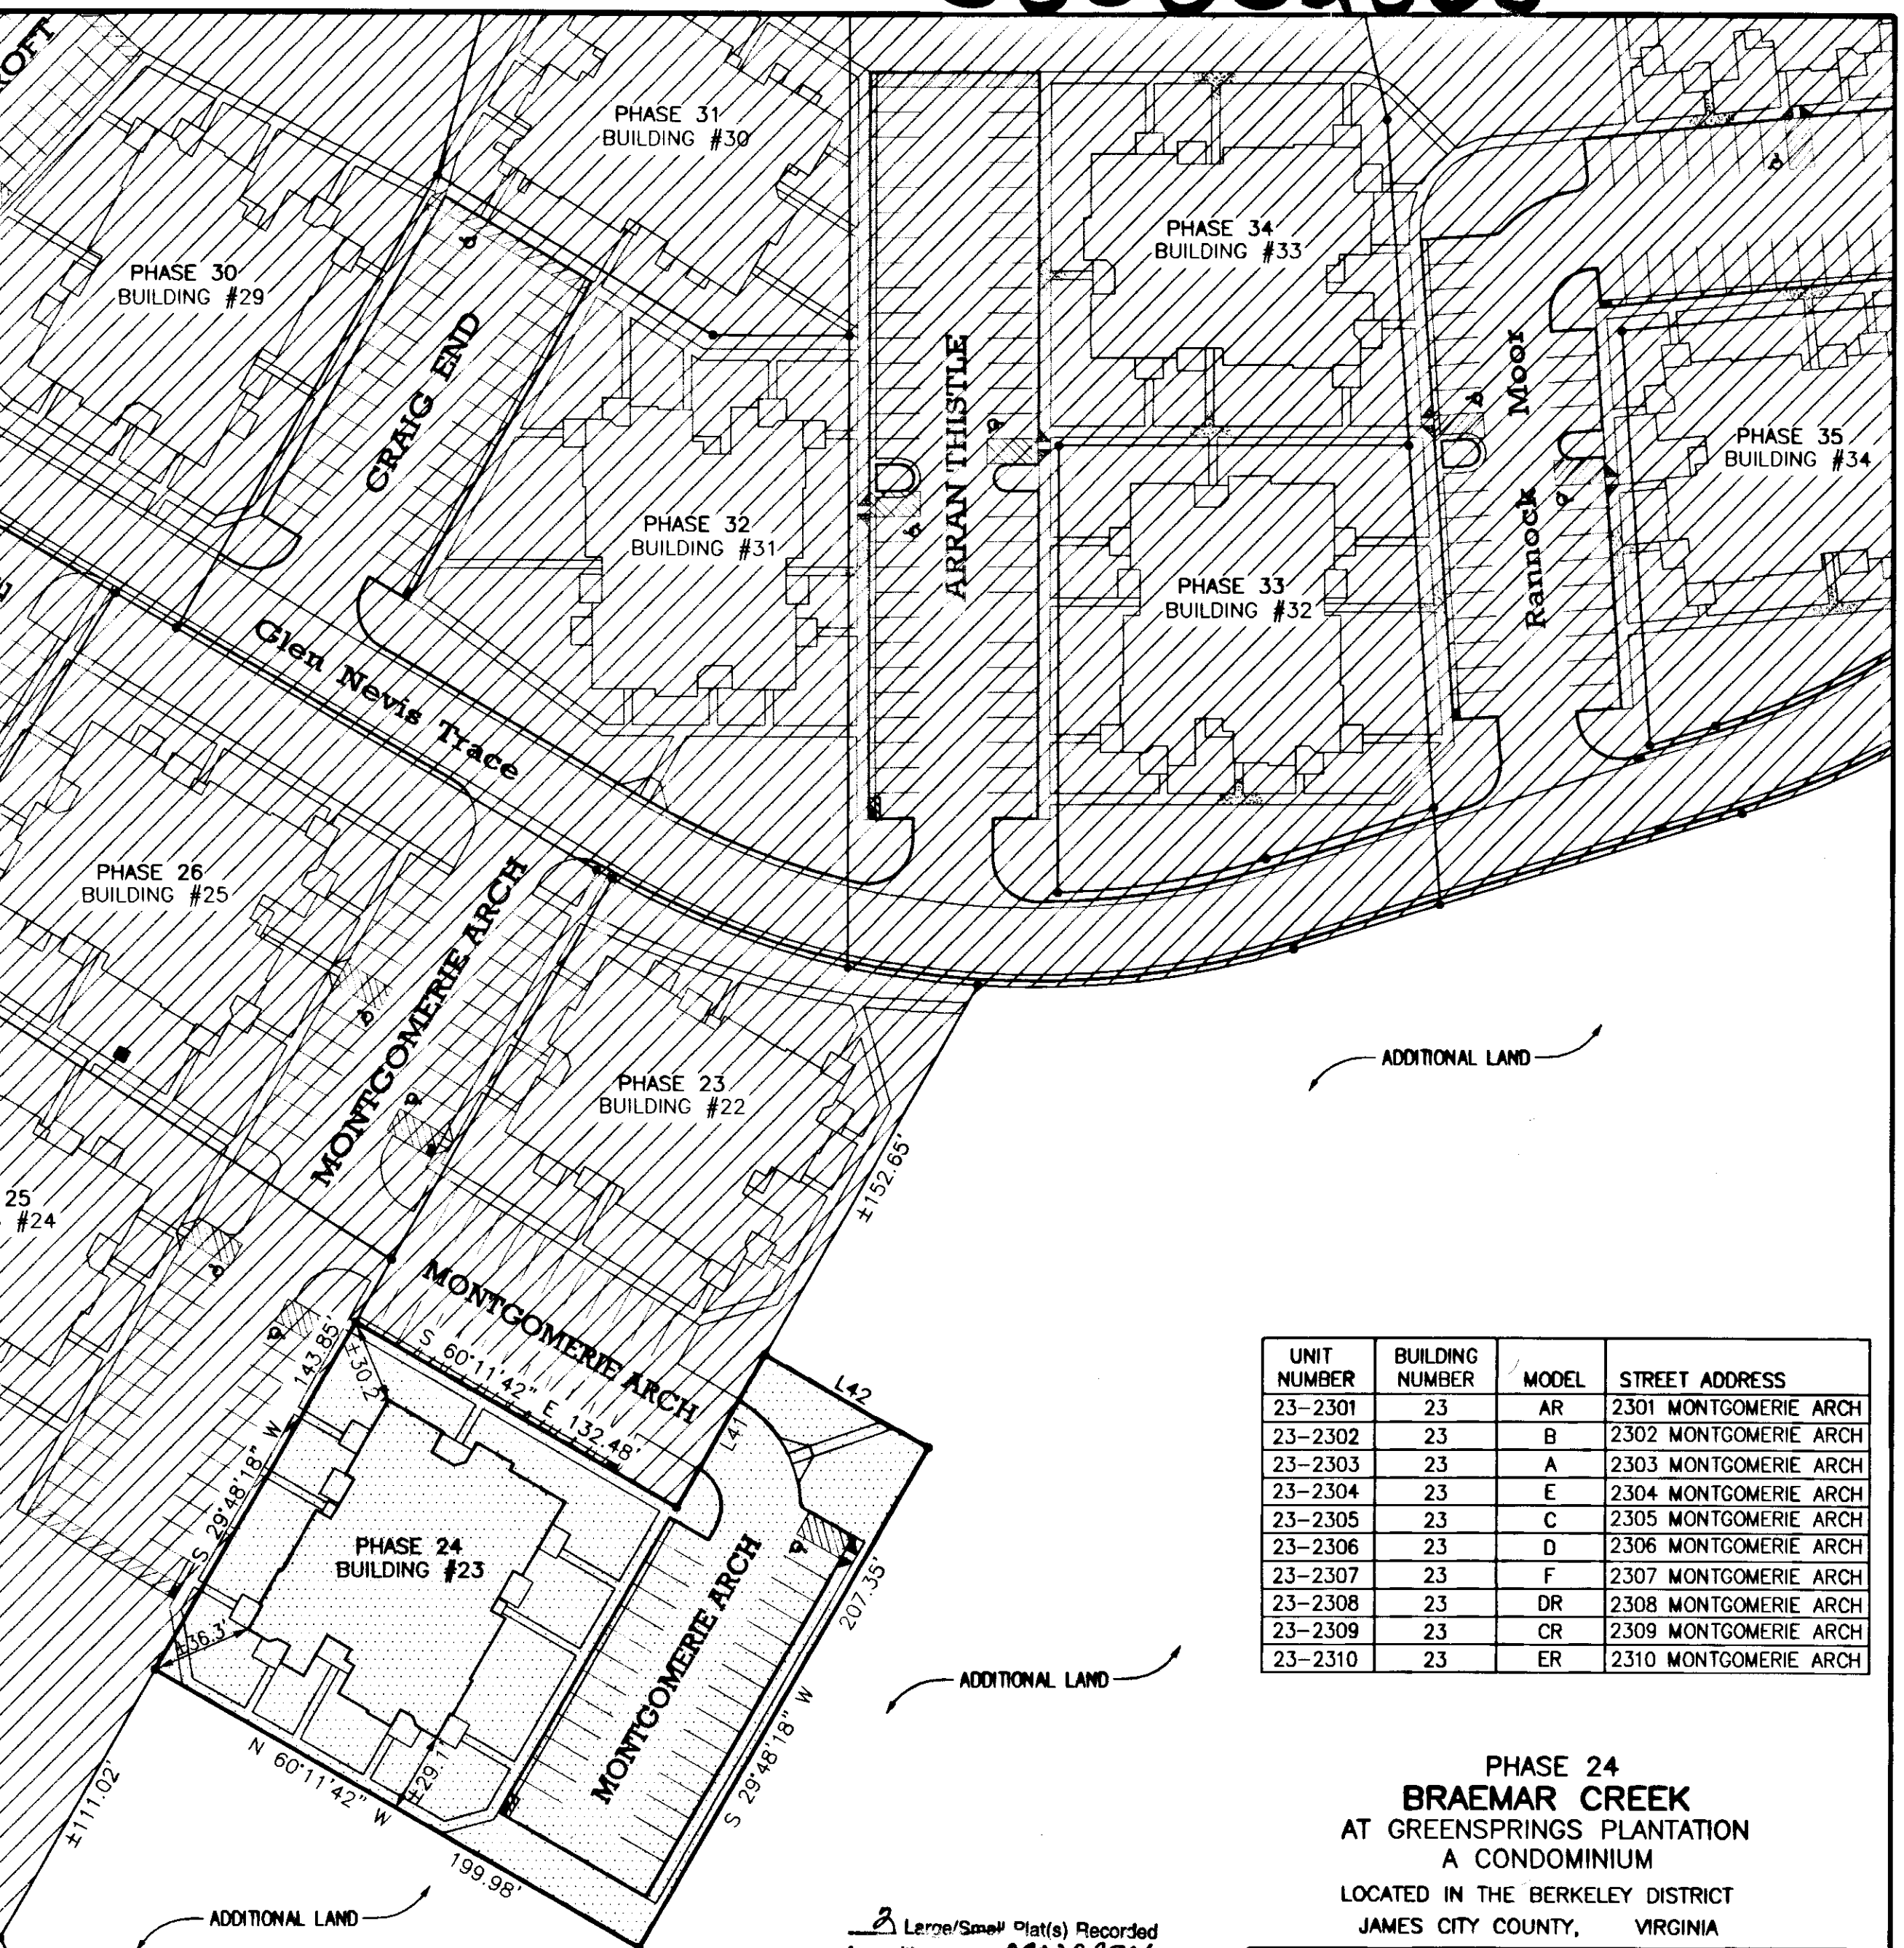 PHASE 31
BUILDING #30
PHASE 34
BUILDING #33
PHASE 30
BUILDING #29
CRAIG END
ARRAN THISTLE
Rannock Moor
PHASE 35
BUILDING #34
PHASE 32
BUILDING #31
PHASE 33
BUILDING #32
Glen Nevis Trace
PHASE 26
BUILDING #25
MONTGOMERIE ARCH
ADDITIONAL LAND
PHASE 23
BUILDING #22
±152.65'
25
#24
MONTGOMERIE ARCH
S 60°11'42" E 132.48'
143.85'
S 29°48'18" W
±30.2'
L41
L42
PHASE 24
BUILDING #23
MONTGOMERIE ARCH
207.35'
S 29°48'18" W
±36.3'
±29.1'
N 60°11'42" W
199.98'
±111.02'
ADDITIONAL LAND
ADDITIONAL LAND
UNIT NUMBER BUILDING NUMBER MODEL STREET ADDRESS
23-2301 23 AR 2301 MONTGOMERIE ARCH
23-2302 23 B 2302 MONTGOMERIE ARCH
23-2303 23 A 2303 MONTGOMERIE ARCH
23-2304 23 E 2304 MONTGOMERIE ARCH
23-2305 23 C 2305 MONTGOMERIE ARCH
23-2306 23 D 2306 MONTGOMERIE ARCH
23-2307 23 F 2307 MONTGOMERIE ARCH
23-2308 23 DR 2308 MONTGOMERIE ARCH
23-2309 23 CR 2309 MONTGOMERIE ARCH
23-2310 23 ER 2310 MONTGOMERIE ARCH
PHASE 24
BRAEMAR CREEK
AT GREENSPRINGS PLANTATION
A CONDOMINIUM
LOCATED IN THE BERKELEY DISTRICT
JAMES CITY COUNTY, VIRGINIA
2 Large/Small Plat(s) Recorded